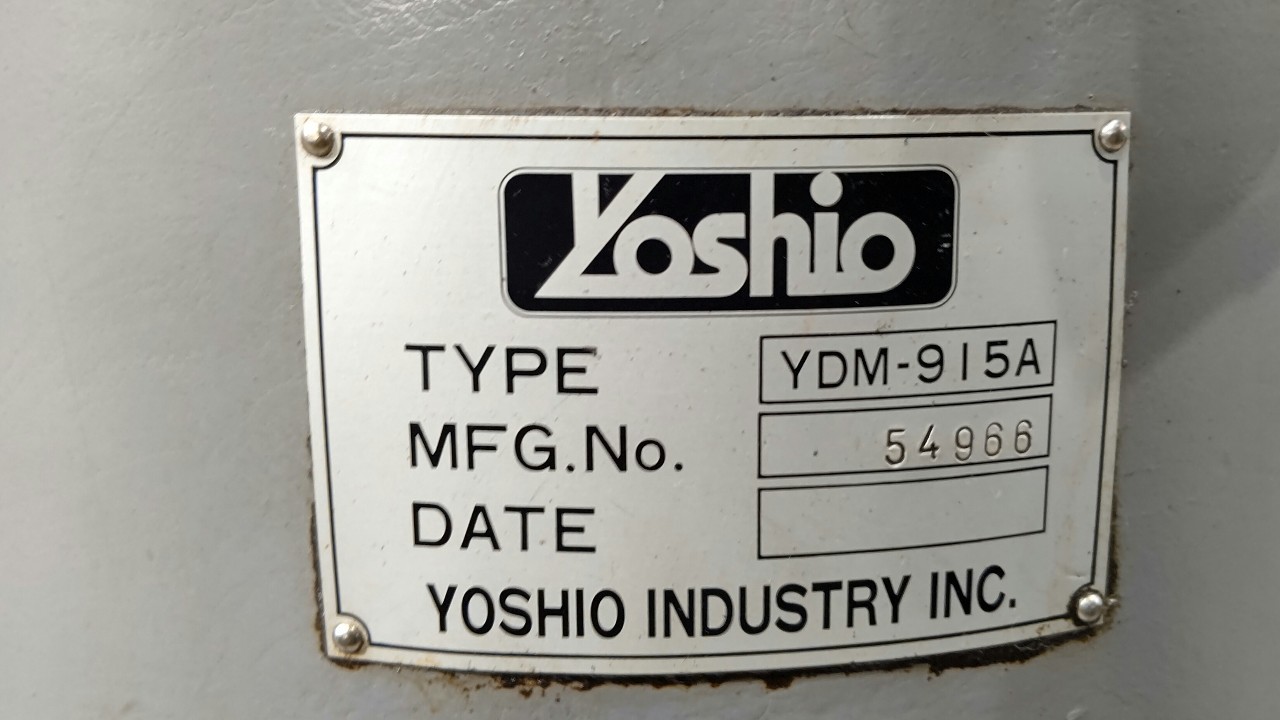 Yoshio
TYPE YDM-915A
MFG.No. 54966
DATE
YOSHIO INDUSTRY INC.